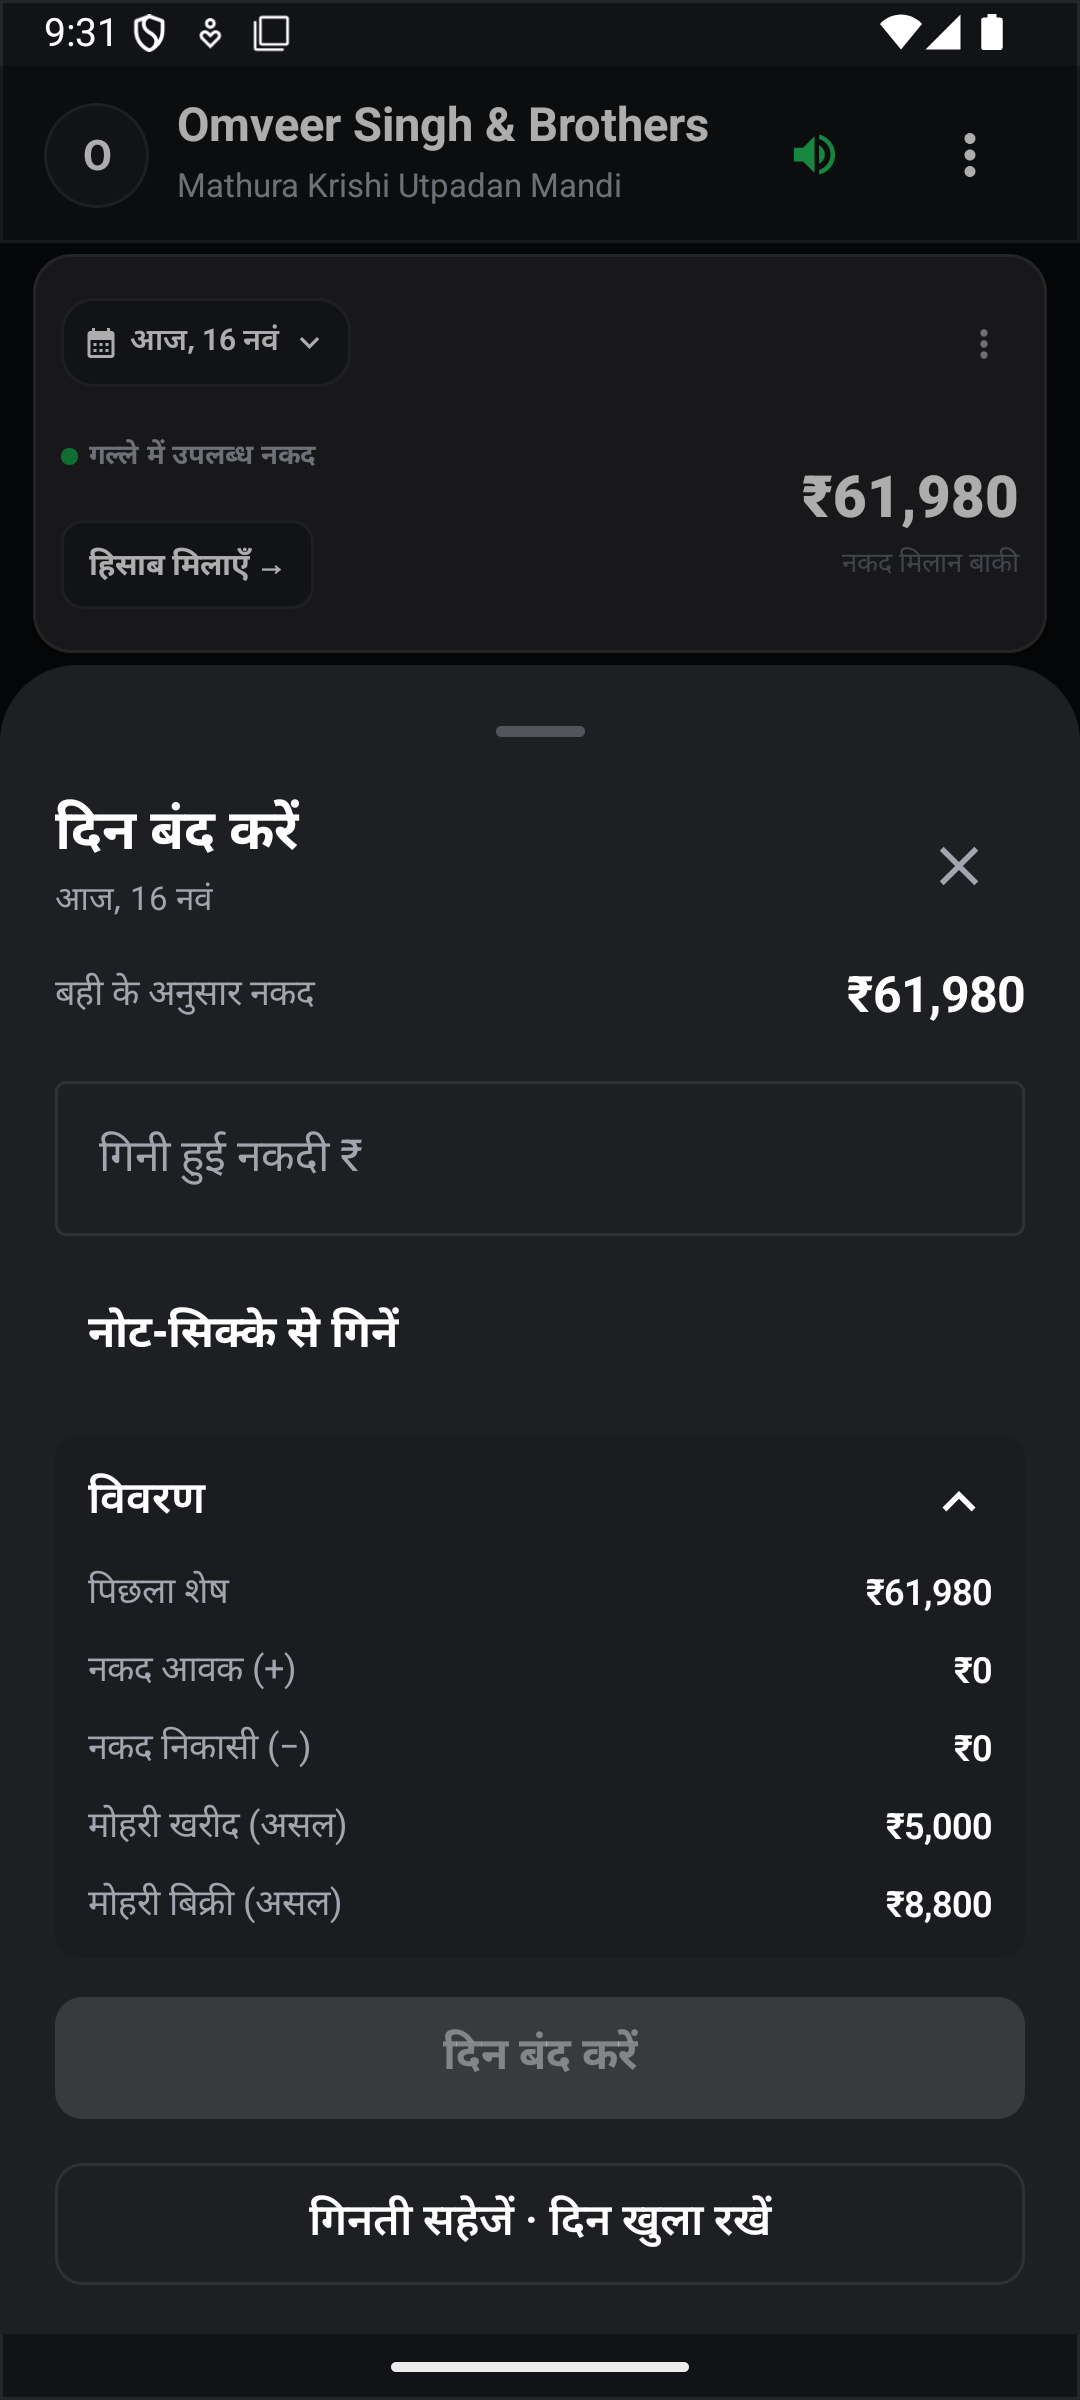 9:31
O
Omveer Singh & Brothers
Mathura Krishi Utpadan Mandi
आज, 16 नवं
गल्ले में उपलब्ध नकद
₹61,980
हिसाब मिलाएँ →
नकद मिलान बाकी
दिन बंद करें
आज, 16 नवं
बही के अनुसार नकद
₹61,980
गिनी हुई नकदी ₹
नोट-सिक्के से गिनें
विवरण
पिछला शेष ₹61,980
नकद आवक (+) ₹0
नकद निकासी (−) ₹0
मोहरी खरीद (असल) ₹5,000
मोहरी बिक्री (असल) ₹8,800
दिन बंद करें
गिनती सहेजें · दिन खुला रखें